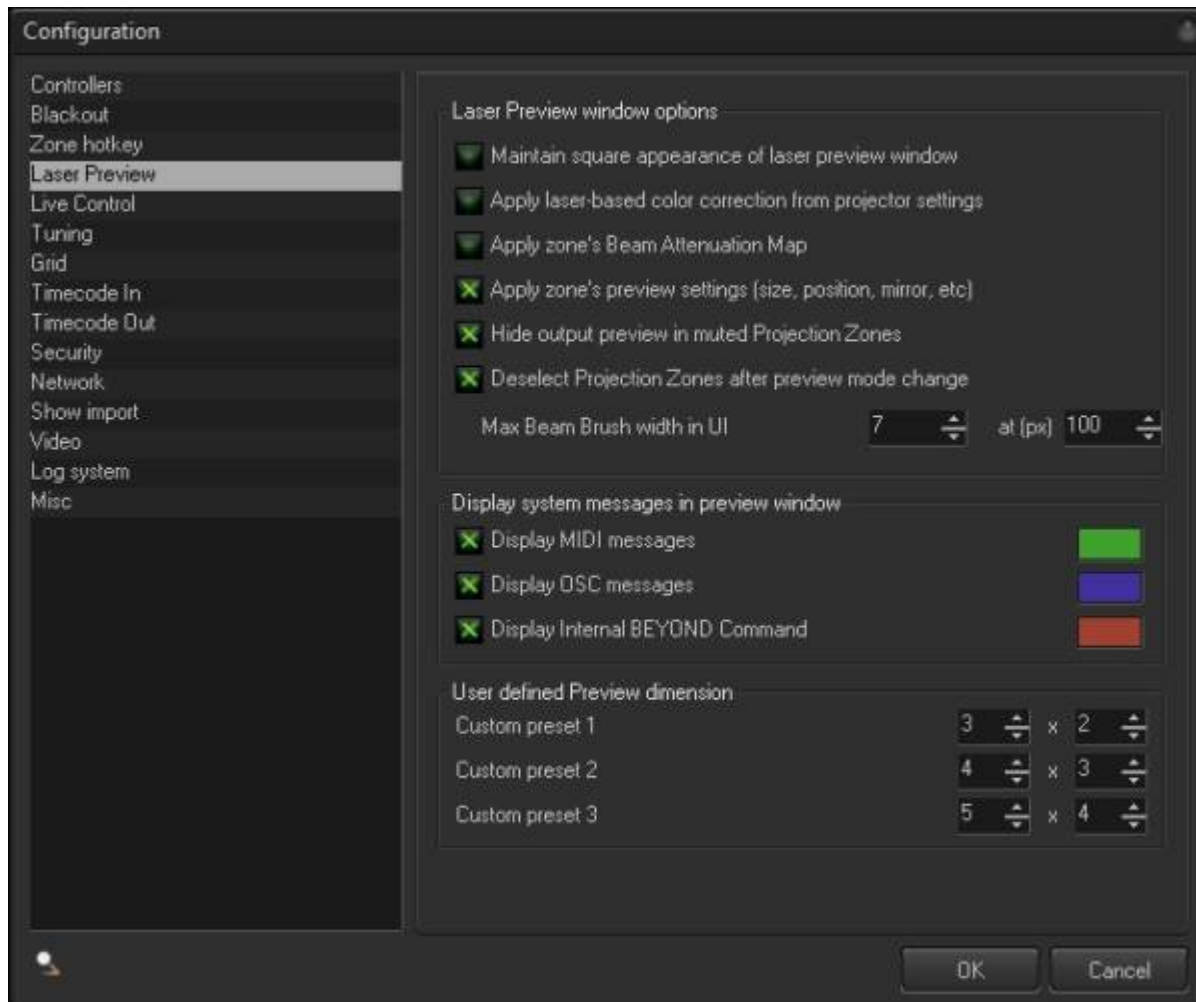 Configuration
Controllers
Blackout
Zone hotkey
Laser Preview
Live Control
Tuning
Grid
Timecode In
Timecode Out
Security
Network
Show import
Video
Log system
Misc
Laser Preview window options
Maintain square appearance of laser preview window
Apply laser-based color correction from projector settings
Apply zone's Beam Attenuation Map
Apply zone's preview settings (size, position, mirror, etc)
Hide output preview in muted Projection Zones
Deselect Projection Zones after preview mode change
Max Beam Brush width in UI 7 at (px) 100
Display system messages in preview window
Display MIDI messages
Display OSC messages
Display Internal BEYOND Command
User defined Preview dimension
Custom preset 1 3 x 2
Custom preset 2 4 x 3
Custom preset 3 5 x 4
OK Cancel